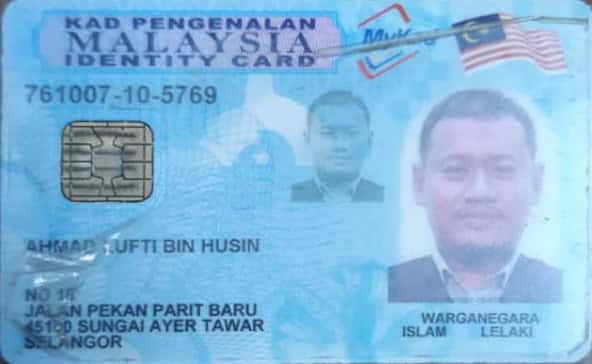 KAD PENGENALAN
MALAYSIA
IDENTITY CARD
MyKad
761007-10-5769
AHMAD LUFTI BIN HUSIN
NO 16
JALAN PEKAN PARIT BARU
45100 SUNGAI AYER TAWAR
SELANGOR
WARGANEGARA
ISLAM LELAKI